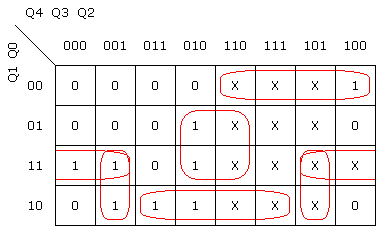 Q4 Q3 Q2
Q1 Q0
000 001 011 010 110 111 101 100
00 0 0 0 0 X X X 1
01 0 0 0 1 X X X 0
11 1 1 0 1 X X X X
10 0 1 1 1 X X X 0